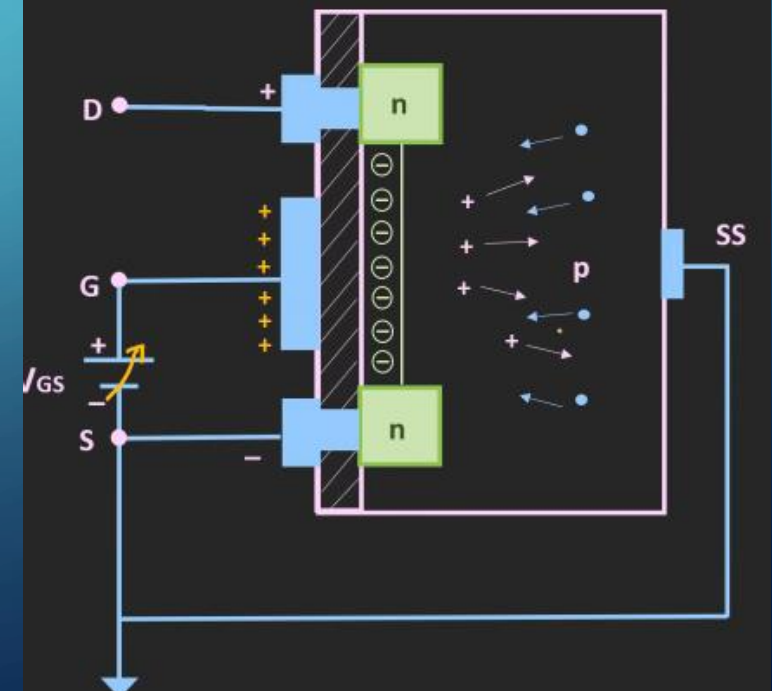 +
D
n
⊖
+
⊖
+
+
⊖
SS
+
⊖
+
p
G
+
⊖
+
+
⊖
+
+
⊖
+
+
VGS
–
n
S
–